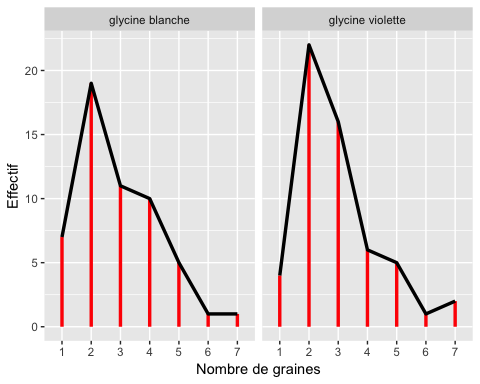 glycine blanche
glycine violette
Effectif
20
15
10
5
0
1 2 3 4 5 6 7
1 2 3 4 5 6 7
Nombre de graines